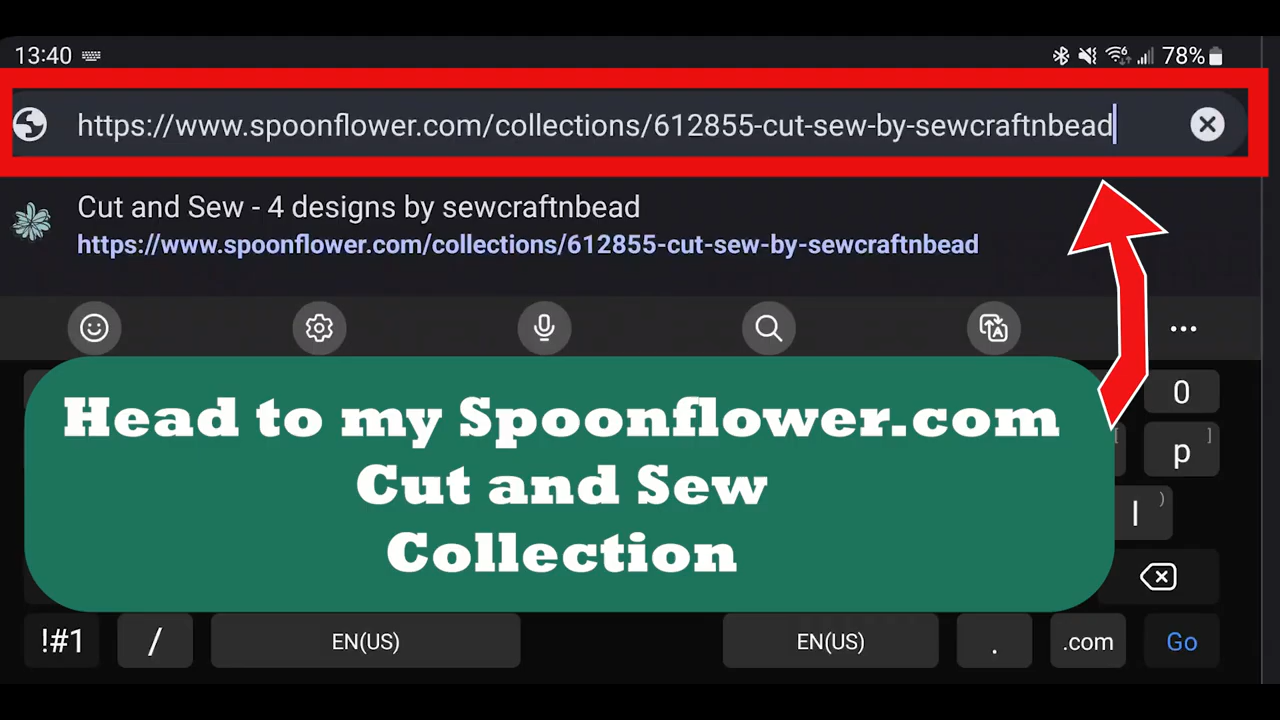 13:40
78%
https://www.spoonflower.com/collections/612855-cut-sew-by-sewcraftnbead
Cut and Sew - 4 designs by sewcraftnbead
https://www.spoonflower.com/collections/612855-cut-sew-by-sewcraftnbead
Head to my Spoonflower.com
Cut and Sew
Collection
0
[ p ]
l )
!#1 / EN(US) EN(US) . .com Go